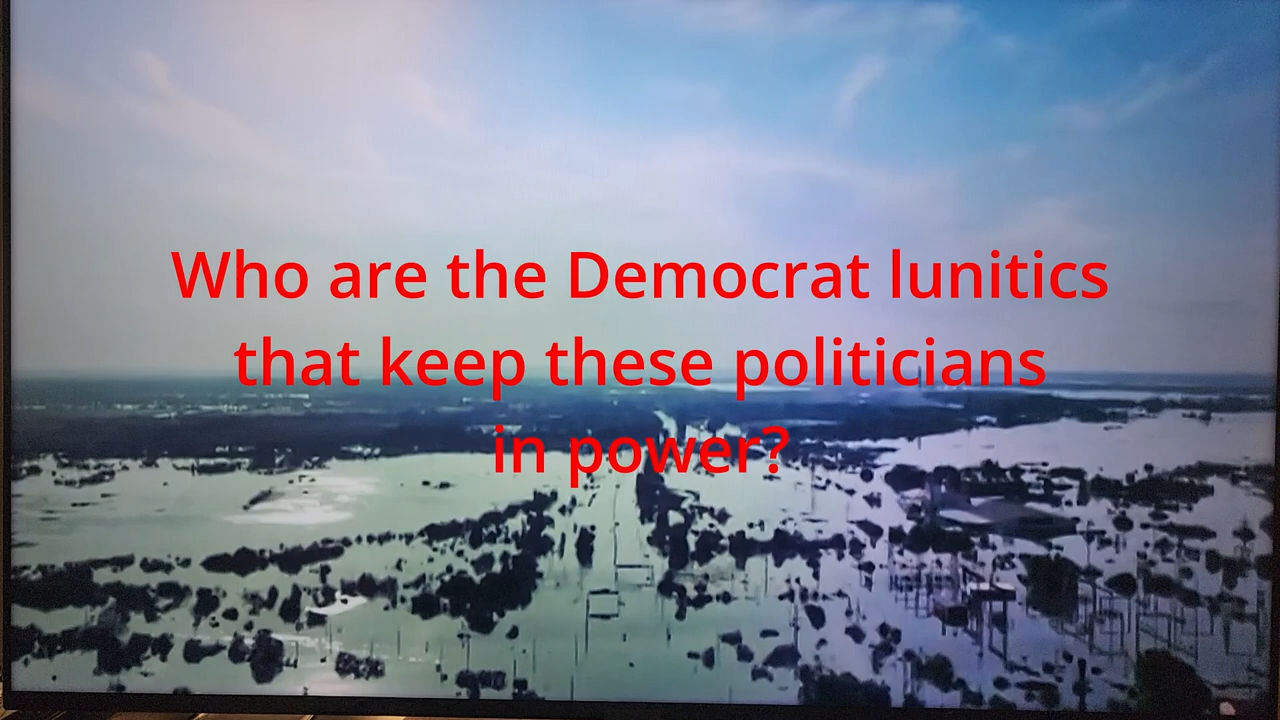 Who are the Democrat lunitics
that keep these politicians
in power?